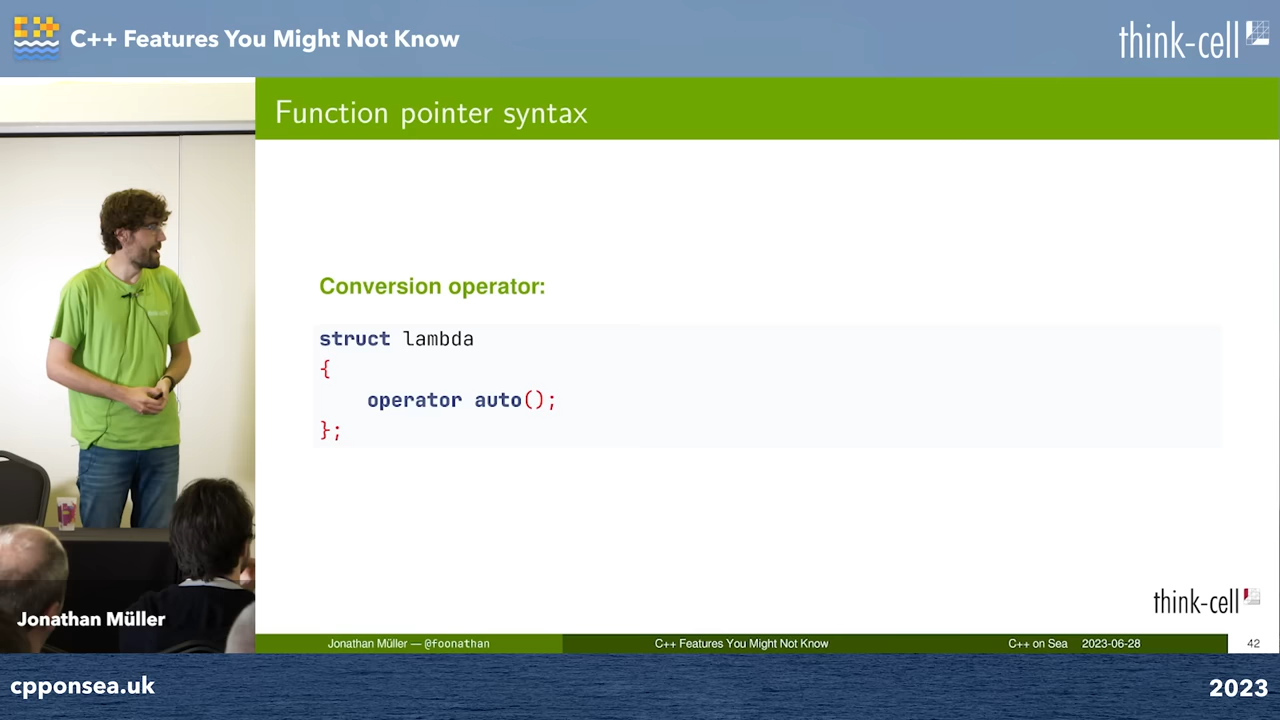 C++ Features You Might Not Know
think-cell
Function pointer syntax
Conversion operator:
struct lambda
{
operator auto();
};
think-cell
Jonathan Müller
Jonathan Müller — @foonathan
C++ Features You Might Not Know
C++ on Sea 2023-06-28
42
cpponsea.uk
2023